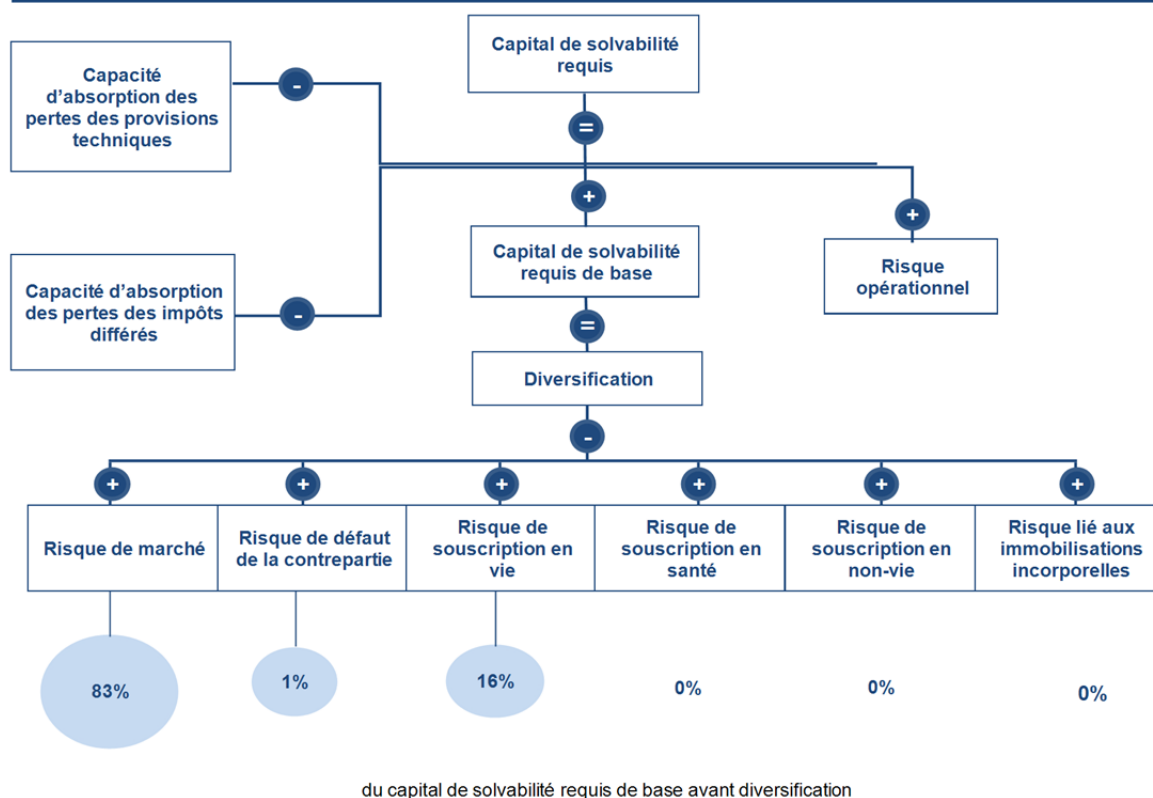 Capital de solvabilité
requis
Capacité
d'absorption des
pertes des provisions
techniques
-
=
+
+
Capital de solvabilité
requis de base
Risque
opérationnel
Capacité d'absorption
des pertes des impôts
différés
-
=
Diversification
-
+
+
+
+
+
+
Risque de marché
Risque de défaut
de la contrepartie
Risque de
souscription en
vie
Risque de
souscription en
santé
Risque de
souscription en
non-vie
Risque lié aux
immobilisations
incorporelles
83%
1%
16%
0%
0%
0%
du capital de solvabilité requis de base avant diversification